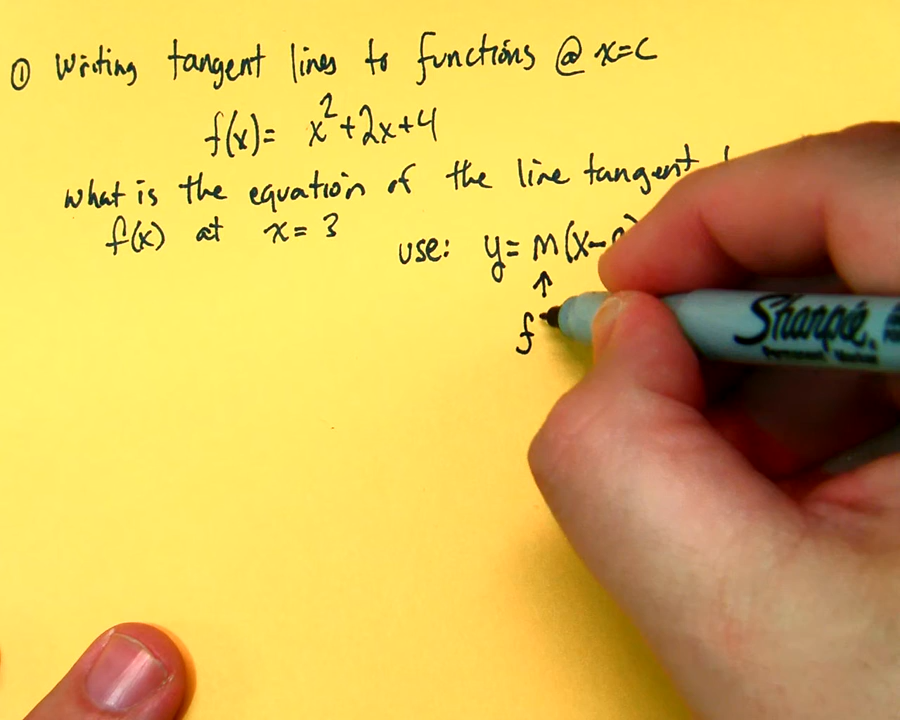 ① Writing tangent lines to functions @ x=c
f(x)= x²+2x+4
what is the equation of the line tangent
f(x) at x=3
use: y= m(x-
↑
f
Sharpie